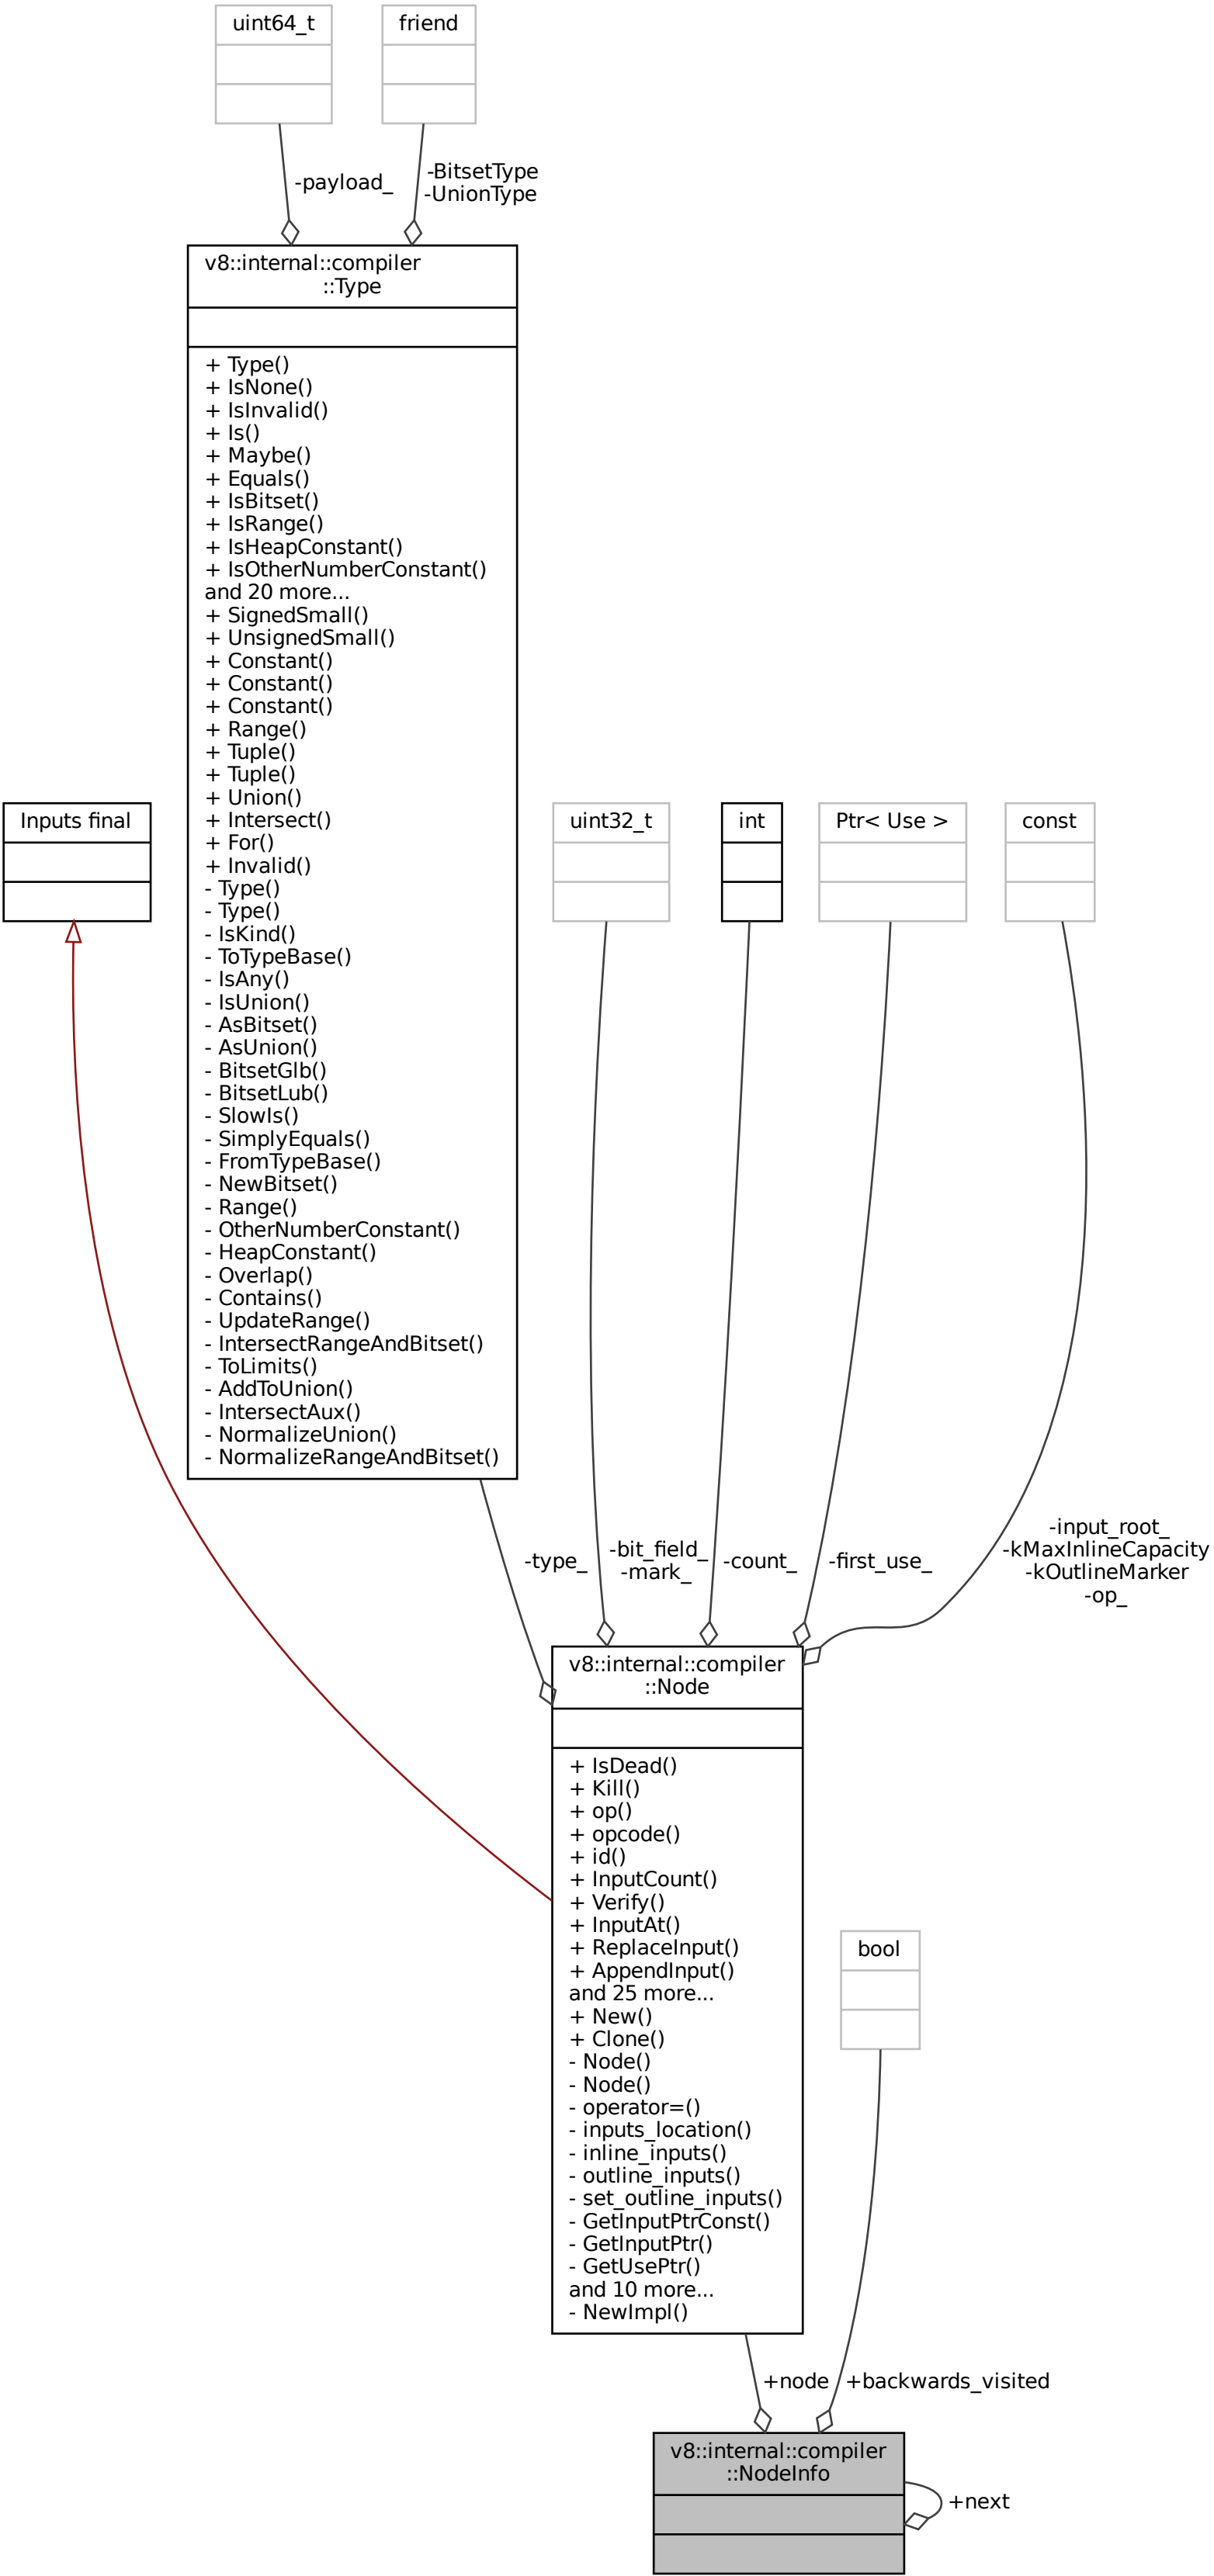 uint64_t
friend
-payload_
-BitsetType
-UnionType
v8::internal::compiler
::Type
+ Type()
+ IsNone()
+ IsInvalid()
+ Is()
+ Maybe()
+ Equals()
+ IsBitset()
+ IsRange()
+ IsHeapConstant()
+ IsOtherNumberConstant()
and 20 more...
+ SignedSmall()
+ UnsignedSmall()
+ Constant()
+ Constant()
+ Constant()
+ Range()
+ Tuple()
+ Tuple()
+ Union()
+ Intersect()
+ For()
+ Invalid()
- Type()
- Type()
- IsKind()
- ToTypeBase()
- IsAny()
- IsUnion()
- AsBitset()
- AsUnion()
- BitsetGlb()
- BitsetLub()
- SlowIs()
- SimplyEquals()
- FromTypeBase()
- NewBitset()
- Range()
- OtherNumberConstant()
- HeapConstant()
- Overlap()
- Contains()
- UpdateRange()
- IntersectRangeAndBitset()
- ToLimits()
- AddToUnion()
- IntersectAux()
- NormalizeUnion()
- NormalizeRangeAndBitset()
Inputs final
uint32_t
int
Ptr< Use >
const
-type_
-bit_field_
-mark_
-count_
-first_use_
-input_root_
-kMaxInlineCapacity
-kOutlineMarker
-op_
v8::internal::compiler
::Node
+ IsDead()
+ Kill()
+ op()
+ opcode()
+ id()
+ InputCount()
+ Verify()
+ InputAt()
+ ReplaceInput()
+ AppendInput()
and 25 more...
+ New()
+ Clone()
- Node()
- Node()
- operator=()
- inputs_location()
- inline_inputs()
- outline_inputs()
- set_outline_inputs()
- GetInputPtrConst()
- GetInputPtr()
- GetUsePtr()
and 10 more...
- NewImpl()
bool
+node
+backwards_visited
v8::internal::compiler
::NodeInfo
+next